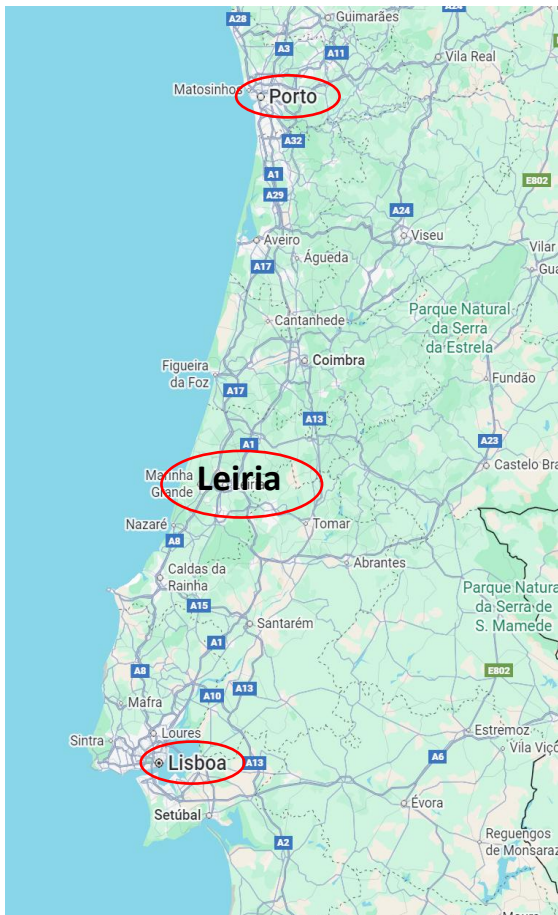 A28
Guimarães
A3
A11
Vila Real
Matosinhos
Porto
A32
A1
A29
E802
A24
Aveiro
Viseu
Águeda
Vilar
A17
Parque Natural
da Serra
da Estrela
Cantanhede
Figueira
da Foz
Coimbra
Fundão
A17
A13
A1
A23
Marinha
Grande
Leiria
Castelo Bra
Nazaré
Tomar
A8
Abrantes
Caldas da
Rainha
Parque Natura
da Serra de
S. Mamede
A15
Santarém
A1
A8
E802
A13
A10
Mafra
Sintra
Loures
Estremoz
Vila Viço
Lisboa
A13
A6
Setúbal
Évora
A2
Reguengos
de Monsaraz